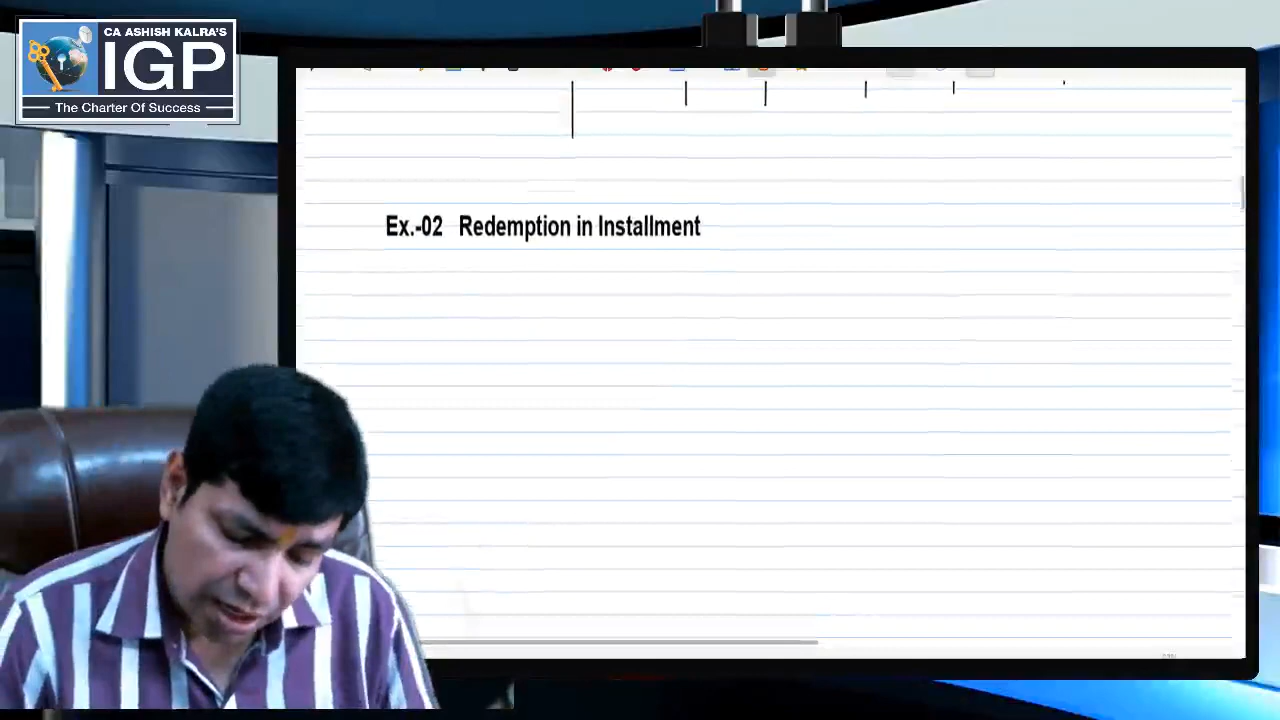 CA ASHISH KALRA'S
IGP
The Charter Of Success
Ex.-02 Redemption in Installment